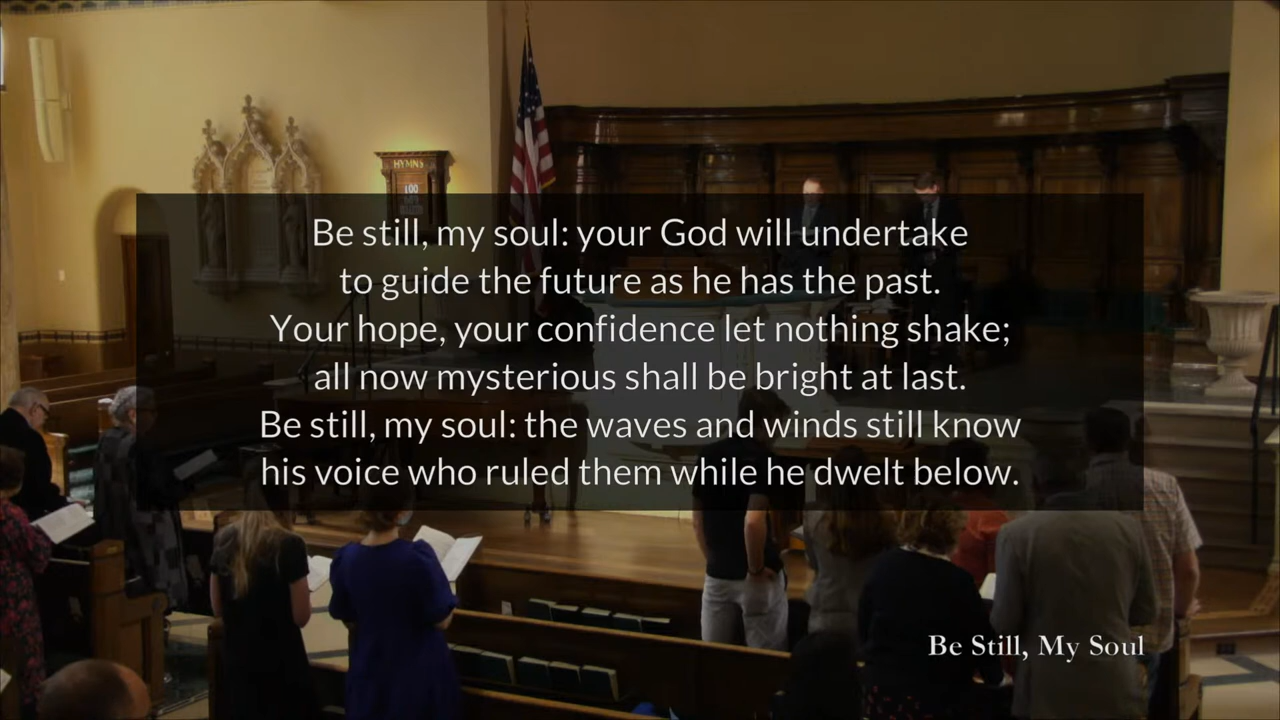 HYMNS
100
Be still, my soul: your God will undertake
to guide the future as he has the past.
Your hope, your confidence let nothing shake;
all now mysterious shall be bright at last.
Be still, my soul: the waves and winds still know
his voice who ruled them while he dwelt below.
Be Still, My Soul